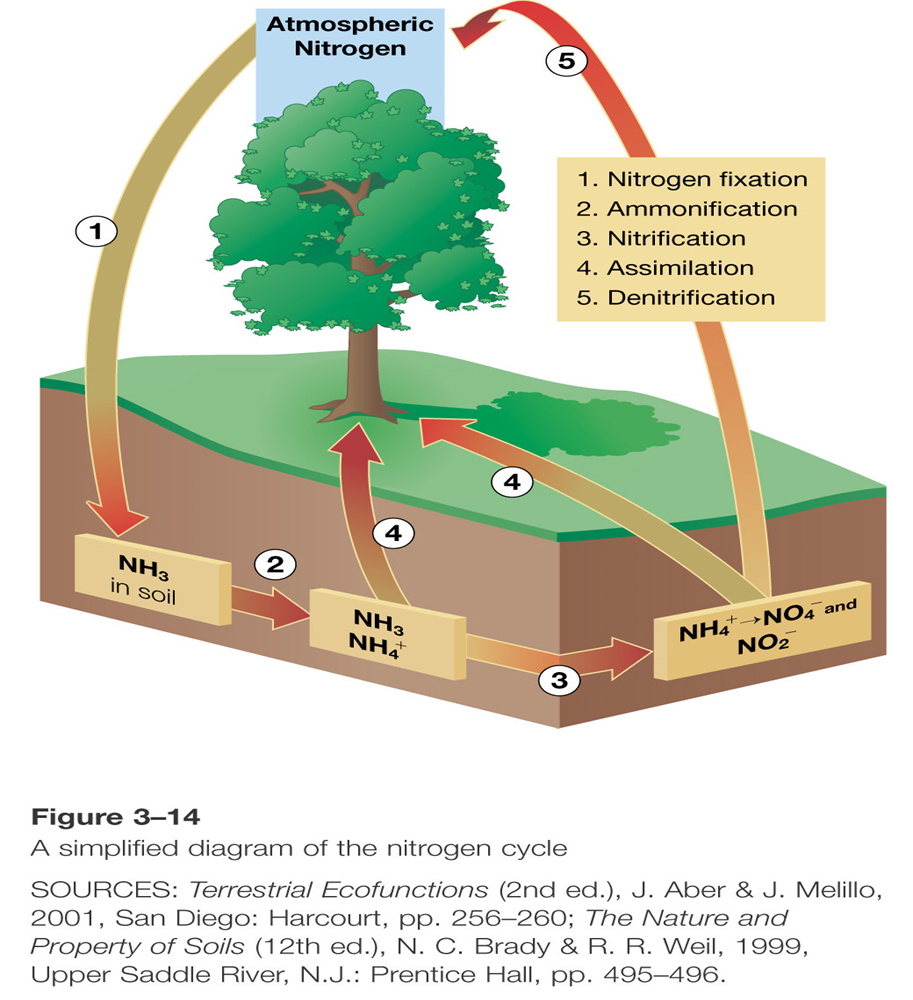 Atmospheric
Nitrogen
5
1
1. Nitrogen fixation
2. Ammonification
3. Nitrification
4. Assimilation
5. Denitrification
4
4
2
NH₃
in soil
NH₃
NH₄⁺
NH₄⁺→NO₄⁻ and
NO₂⁻
3
Figure 3–14
A simplified diagram of the nitrogen cycle
SOURCES: Terrestrial Ecofunctions (2nd ed.), J. Aber & J. Melillo,
2001, San Diego: Harcourt, pp. 256–260; The Nature and
Property of Soils (12th ed.), N. C. Brady & R. R. Weil, 1999,
Upper Saddle River, N.J.: Prentice Hall, pp. 495–496.